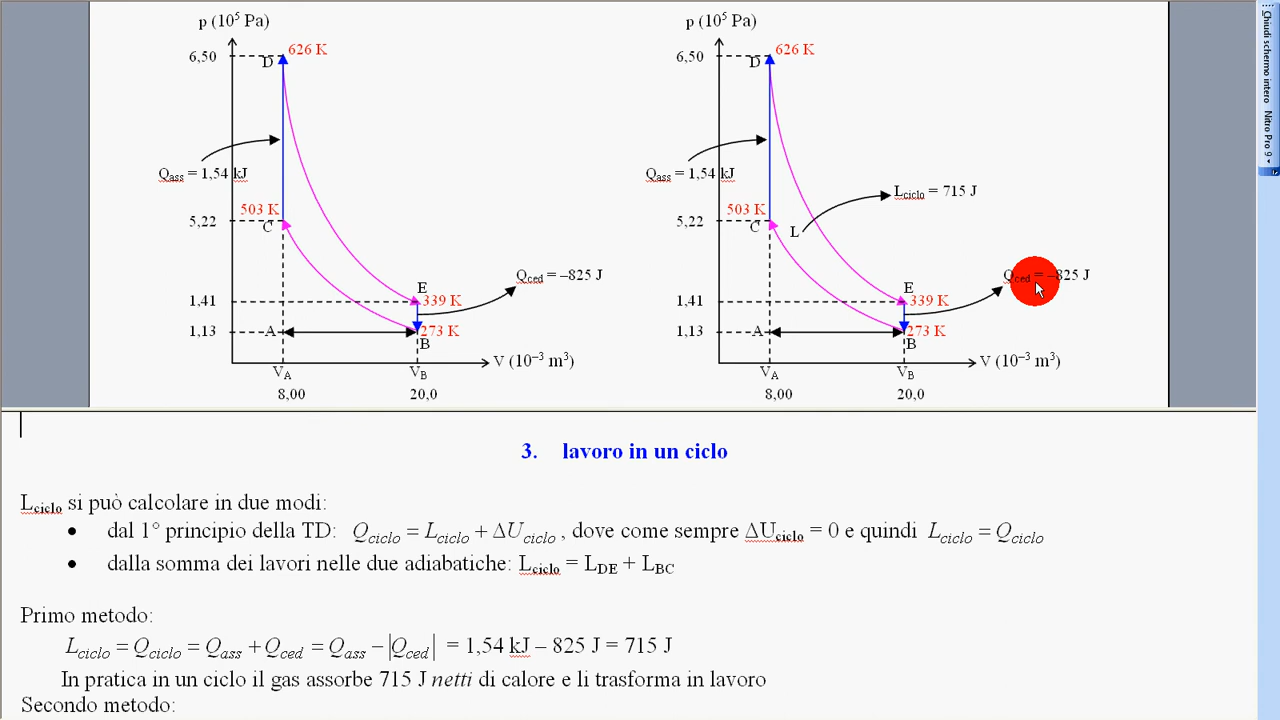 p (10⁵ Pa)
6,50
D
626 K
Qass = 1,54 kJ
503 K
5,22
C
E
Qced = –825 J
1,41
339 K
1,13
A
273 K
B
V (10⁻³ m³)
VA
VB
8,00
20,0
p (10⁵ Pa)
6,50
D
626 K
Qass = 1,54 kJ
Lciclo = 715 J
503 K
5,22
C
L
E
Qced = –825 J
1,41
339 K
1,13
A
273 K
B
V (10⁻³ m³)
VA
VB
8,00
20,0
Chiudi schermo intero Nitro Pro 9
3. lavoro in un ciclo
Lciclo si può calcolare in due modi:
• dal 1° principio della TD: Qciclo = Lciclo + ΔUciclo , dove come sempre ΔUciclo = 0 e quindi Lciclo = Qciclo
• dalla somma dei lavori nelle due adiabatiche: Lciclo = LDE + LBC
Primo metodo:
Lciclo = Qciclo = Qass + Qced = Qass − |Qced| = 1,54 kJ – 825 J = 715 J
In pratica in un ciclo il gas assorbe 715 J netti di calore e li trasforma in lavoro
Secondo metodo: